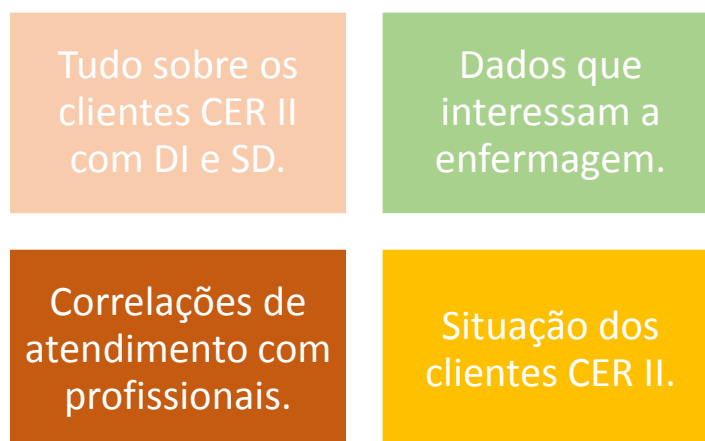 Tudo sobre os
clientes CER II
com DI e SD.
Dados que
interessam a
enfermagem.
Correlações de
atendimento com
profissionais.
Situação dos
clientes CER II.